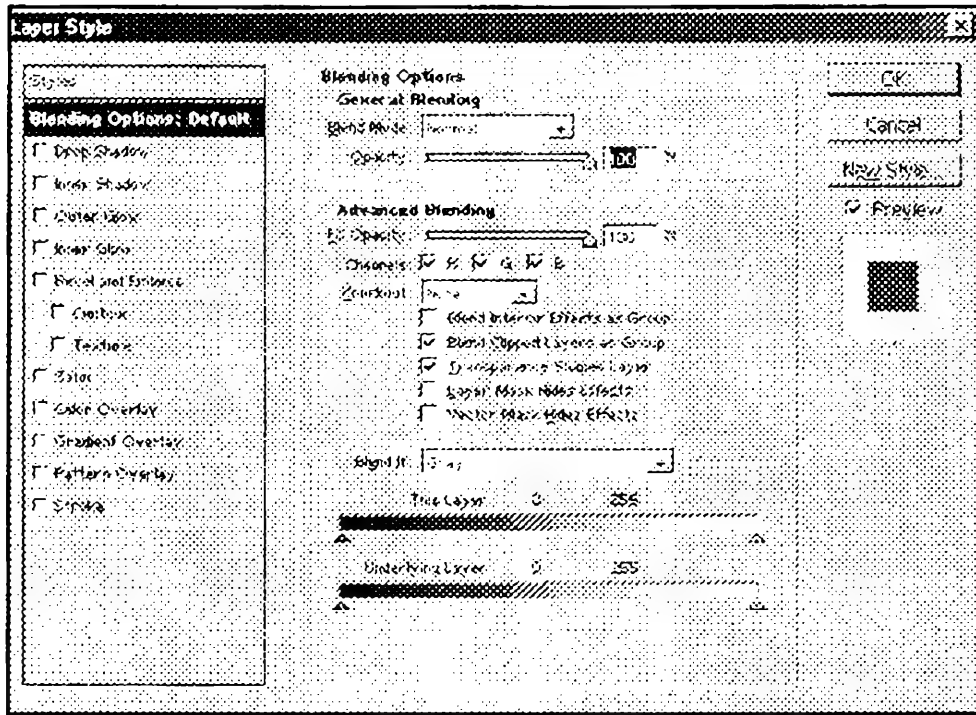 Layer Style
Styles
Blending Options: Default
Drop Shadow
Inner Shadow
Outer Glow
Inner Glow
Bevel and Emboss
Contour
Texture
Satin
Color Overlay
Gradient Overlay
Pattern Overlay
Stroke
Blending Options
General Blending
Blend Mode: Normal
Opacity: 100 %
Advanced Blending
Fill Opacity: 100 %
Channels: R G B
Knockout: None
Blend Interior Effects as Group
Blend Clipped Layers as Group
Transparency Shapes Layer
Layer Mask Hides Effects
Vector Mask Hides Effects
Blend If: Gray
This Layer: 0 255
Underlying Layer: 0 255
OK
Cancel
New Style...
Preview